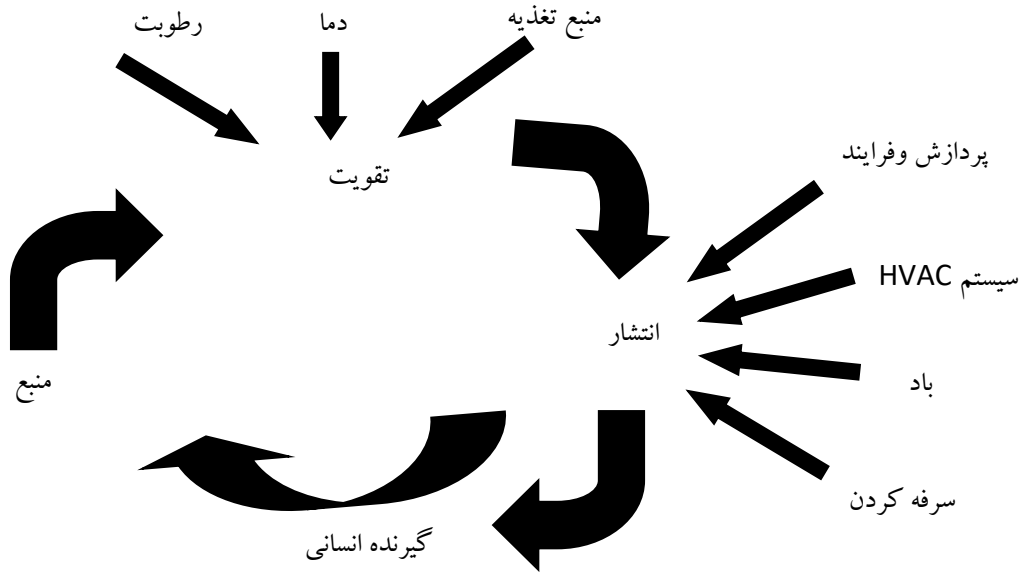 منبع تغذیه
دما
رطوبت
تقویت
پردازش وفرایند
سیستم HVAC
انتشار
باد
منبع
سرفه کردن
گیرنده انسانی